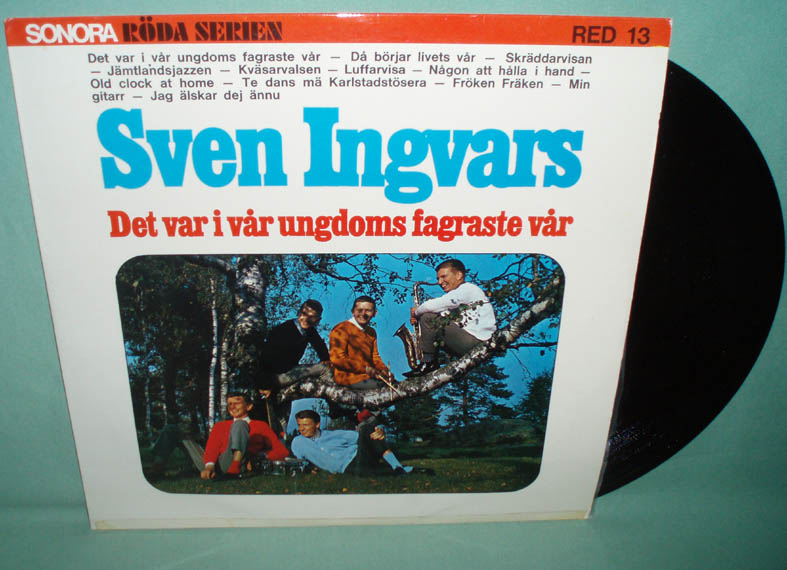 SONORA RÖDA SERIEN RED 13
Det var i vår ungdoms fagraste vår — Då börjar livets vår — Skräddarvisan
— Jämtlandsjazzen — Kväsarvalsen — Luffarvisa — Någon att hålla i hand —
Old clock at home — Te dans mä Karlstadstösera — Fröken Fräken — Min
gitarr — Jag älskar dej ännu
Sven Ingvars
Det var i vår ungdoms fagraste vår